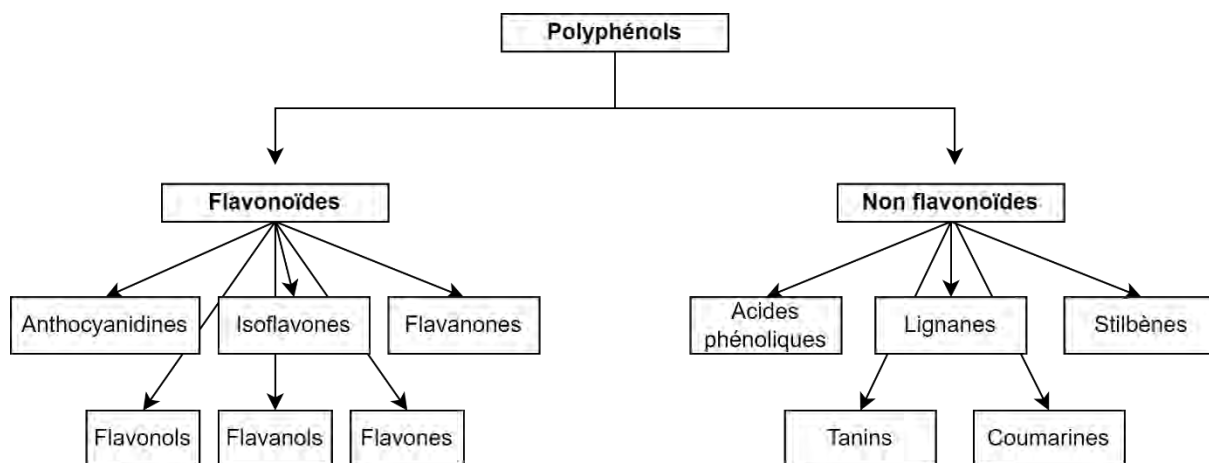 Polyphénols
Flavonoïdes
Non flavonoïdes
Anthocyanidines
Isoflavones
Flavanones
Acides
phénoliques
Lignanes
Stilbènes
Flavonols
Flavanols
Flavones
Tanins
Coumarines